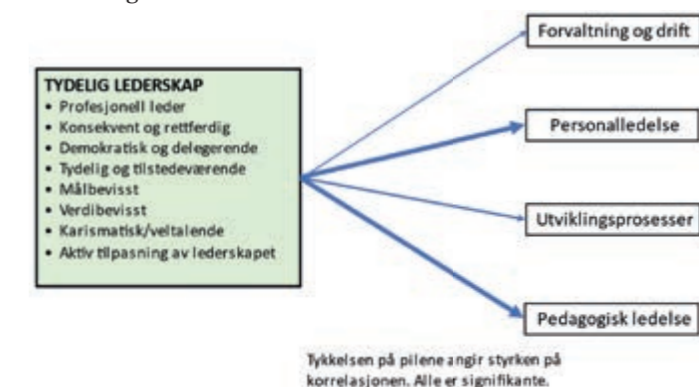 TYDELIG LEDERSKAP
• Profesjonell leder
• Konsekvent og rettferdig
• Demokratisk og delegerende
• Tydelig og tilstedeværende
• Målbevisst
• Verdibevisst
• Karismatisk/veltalende
• Aktiv tilpasning av lederskapet
Forvaltning og drift
Personalledelse
Utviklingsprosesser
Pedagogisk ledelse
Tykkelsen på pilene angir styrken på
korrelasjonen. Alle er signifikante.